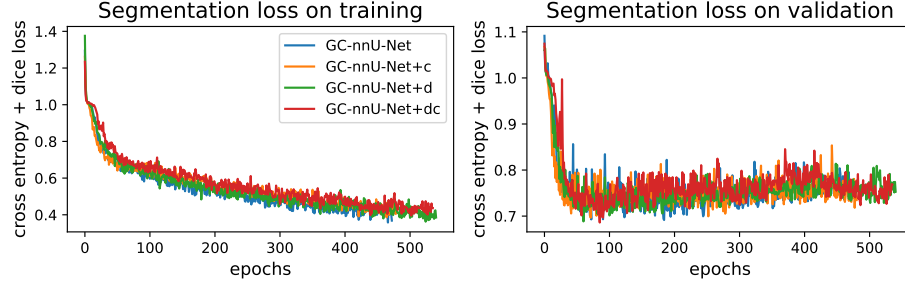 Segmentation loss on training
cross entropy + dice loss
1.4
1.2
1.0
0.8
0.6
0.4
GC-nnU-Net
GC-nnU-Net+c
GC-nnU-Net+d
GC-nnU-Net+dc
0 100 200 300 400 500
epochs
Segmentation loss on validation
cross entropy + dice loss
1.1
1.0
0.9
0.8
0.7
0 100 200 300 400 500
epochs